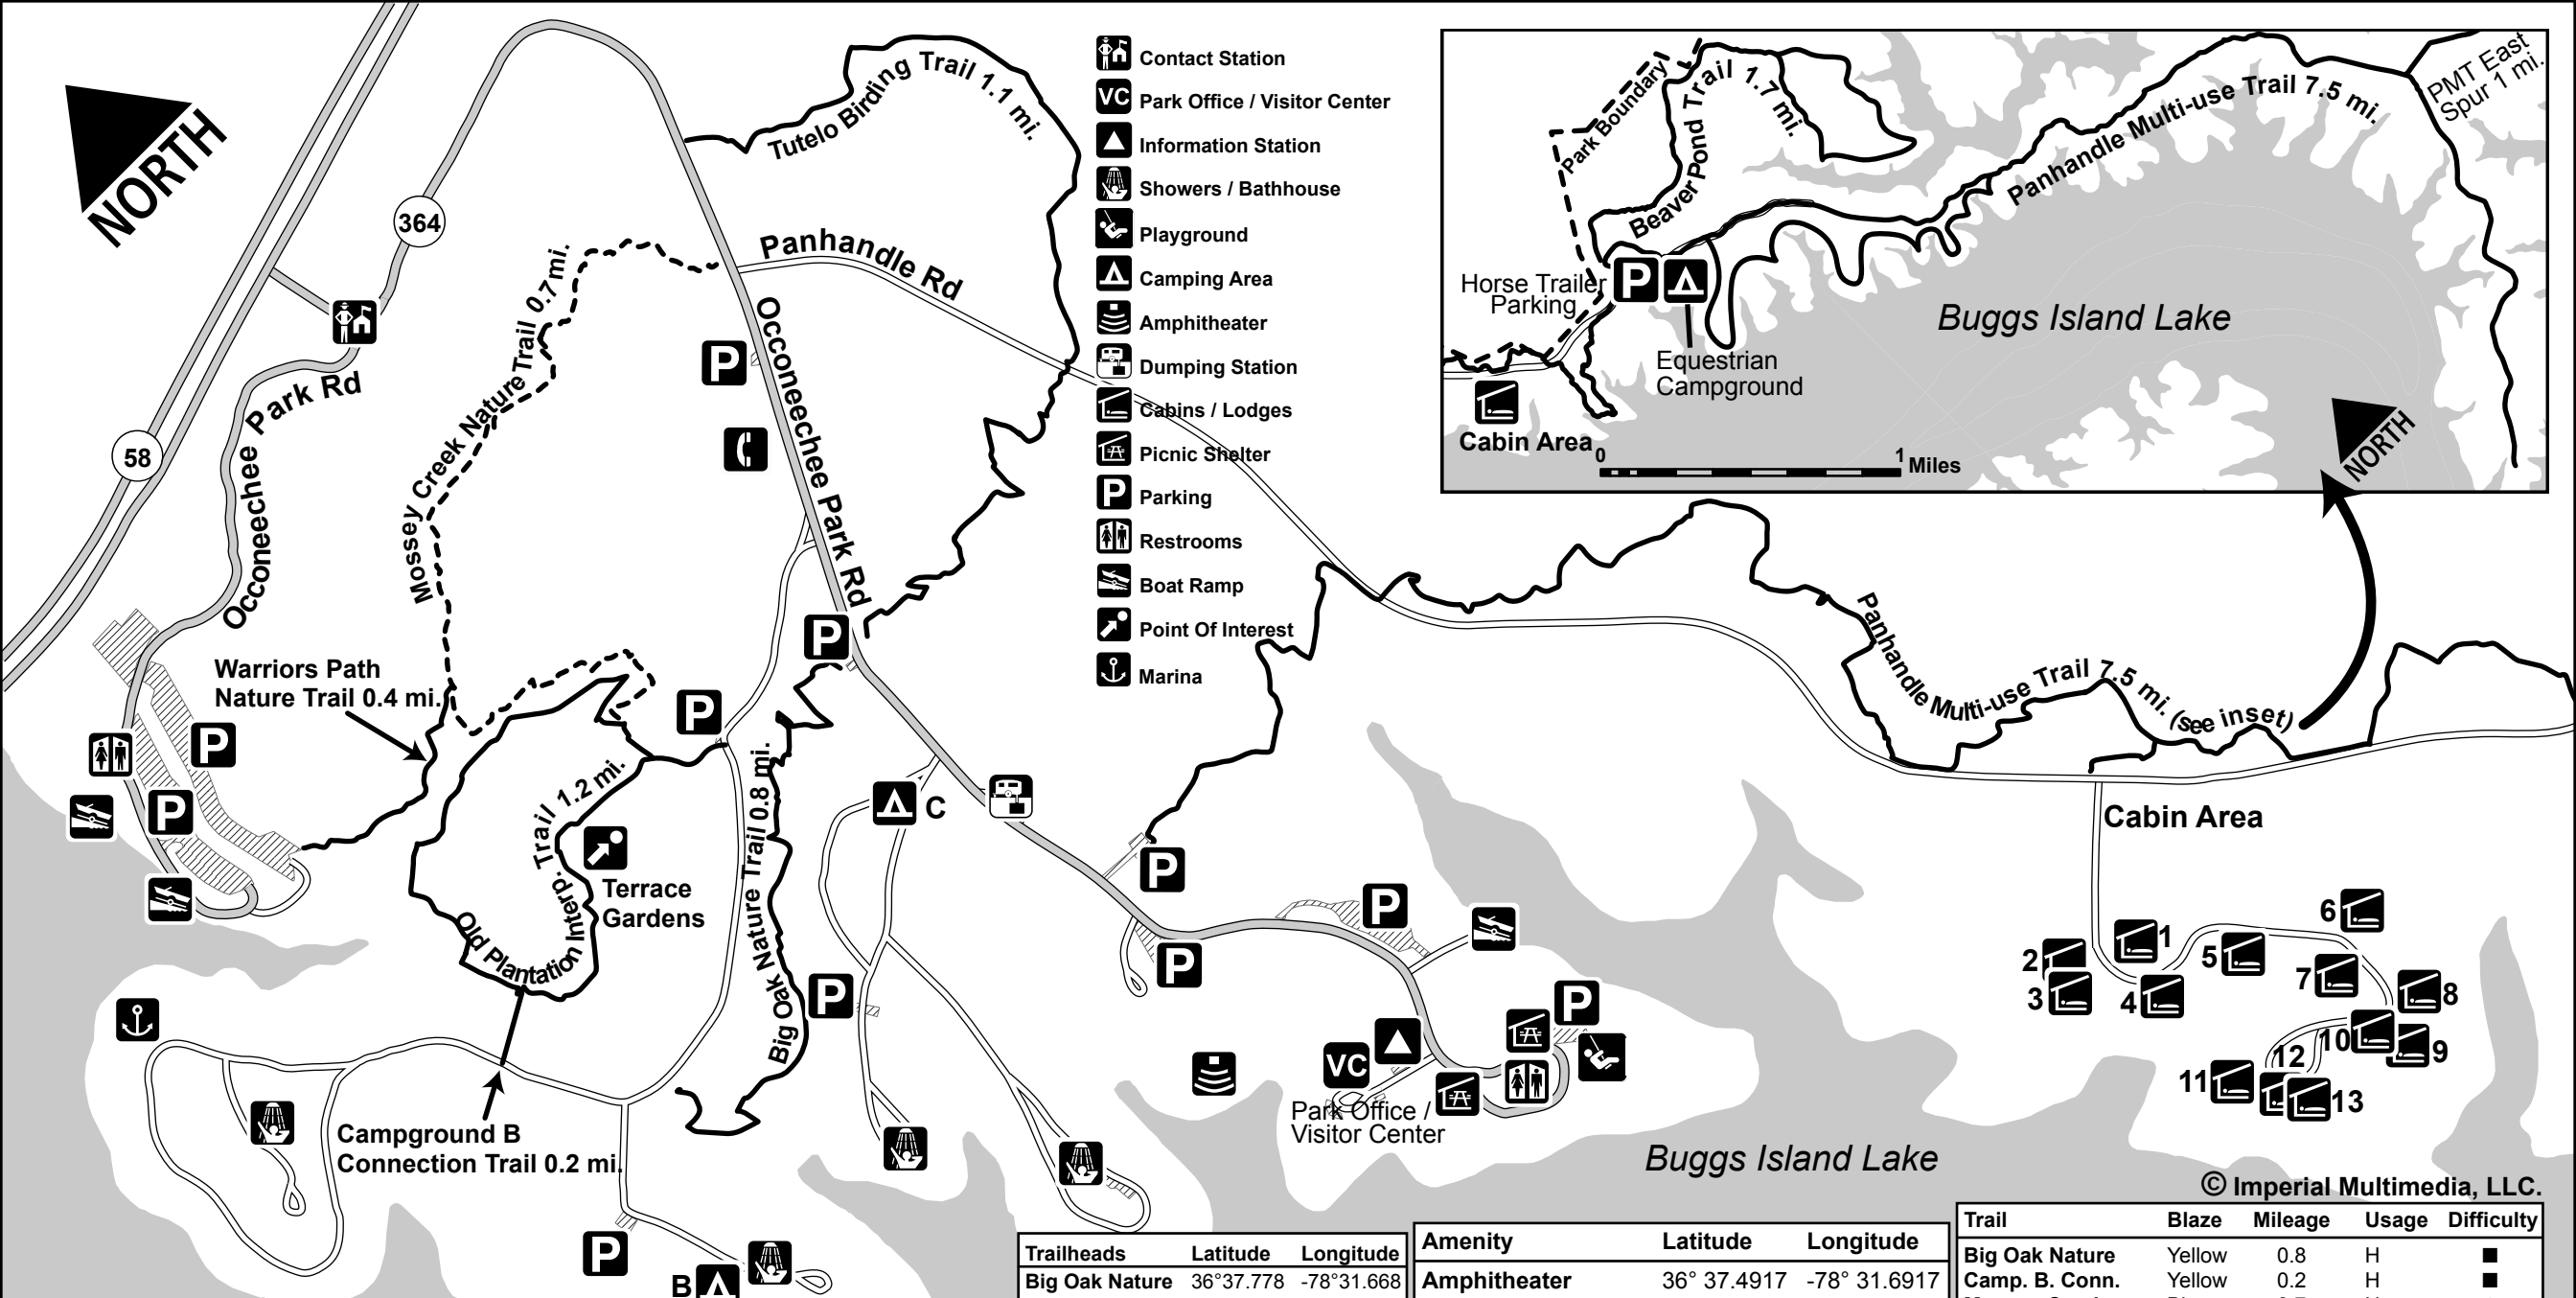 NORTH
364
58
Occoneechee Park Rd
Mossey Creek Nature Trail 0.7mi.
Tutelo Birding Trail 1.1 mi.
Panhandle Rd
Occoneechee Park Rd
P
P
P
Warriors Path
Nature Trail 0.4 mi.
P
P
Old Plantation Interp. Trail 1.2 mi.
Terrace
Gardens
Big Oak Nature Trail 0.8 mi.
C
P
Campground B
Connection Trail 0.2 mi.
P
B
Contact Station
VC Park Office / Visitor Center
Information Station
Showers / Bathhouse
Playground
Camping Area
Amphitheater
Dumping Station
Cabins / Lodges
Picnic Shelter
P Parking
Restrooms
Boat Ramp
Point Of Interest
Marina
Park Boundary
Beaver Pond Trail 1.7 mi.
Panhandle Multi-use Trail 7.5 mi.
PMT East
Spur 1 mi.
Horse Trailer
Parking
P
Equestrian
Campground
Buggs Island Lake
Cabin Area
0 1 Miles
NORTH
Panhandle Multi-use Trail 7.5 mi. (see inset)
Cabin Area
P
P
P
P
VC
Park Office /
Visitor Center
Buggs Island Lake
1
2
3
4
5
6
7
8
9
10
11
12
13
© Imperial Multimedia, LLC.
Trailheads Latitude Longitude
Big Oak Nature 36°37.778 -78°31.668
Amenity Latitude Longitude
Amphitheater 36° 37.4917 -78° 31.6917
Trail Blaze Mileage Usage Difficulty
Big Oak Nature Yellow 0.8 H ■
Camp. B. Conn. Yellow 0.2 H ■